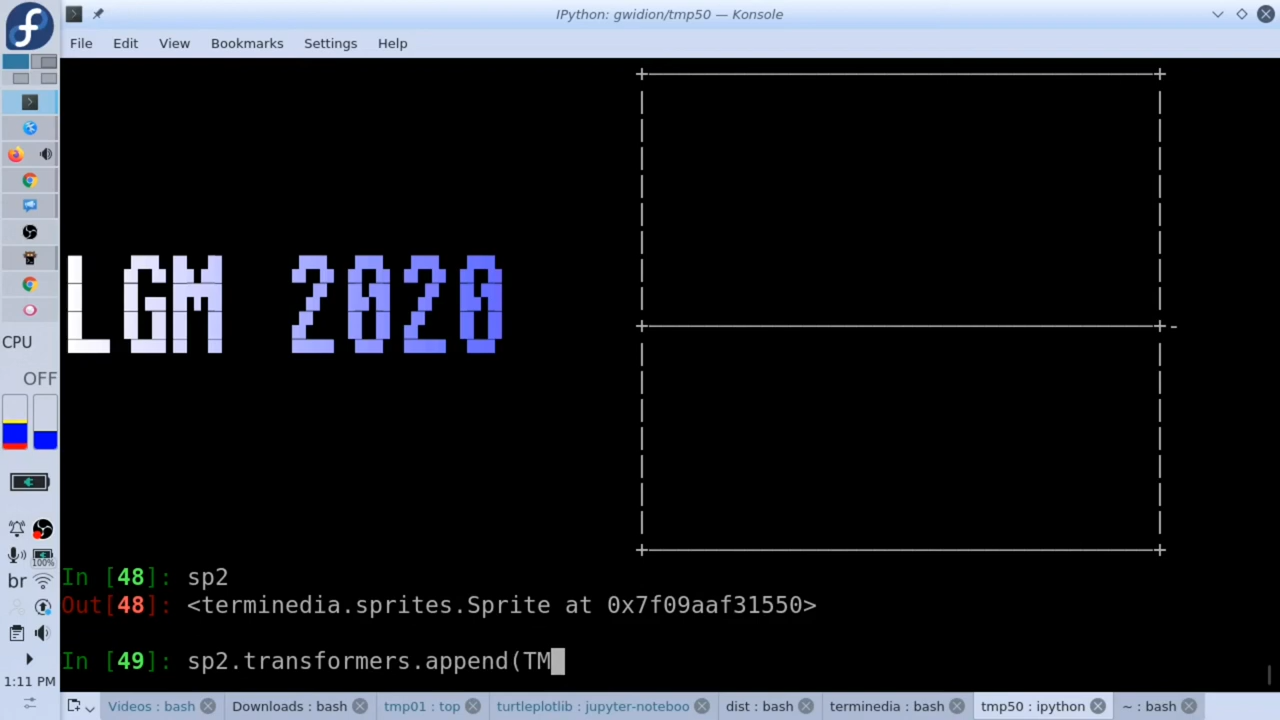 IPython: gwidion/tmp50 — Konsole
File Edit View Bookmarks Settings Help
LGM 2020
CPU
OFF
In [48]: sp2
Out[48]: <terminedia.sprites.Sprite at 0x7f09aaf31550>
In [49]: sp2.transformers.append(TM
100%
br
1:11 PM
Videos : bash Downloads : bash tmp01 : top turtleplotlib : jupyter-noteboo dist : bash terminedia : bash tmp50 : ipython ~ : bash